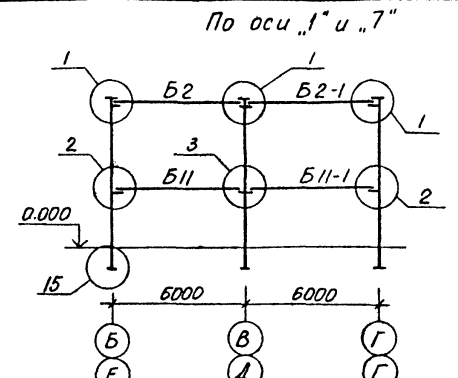 По оси „1" и „7"
1 1
Б2 Б2-1
1
2 3
Б11 Б11-1
2
0.000
15
6000 6000
Б В Г
Е Д Г